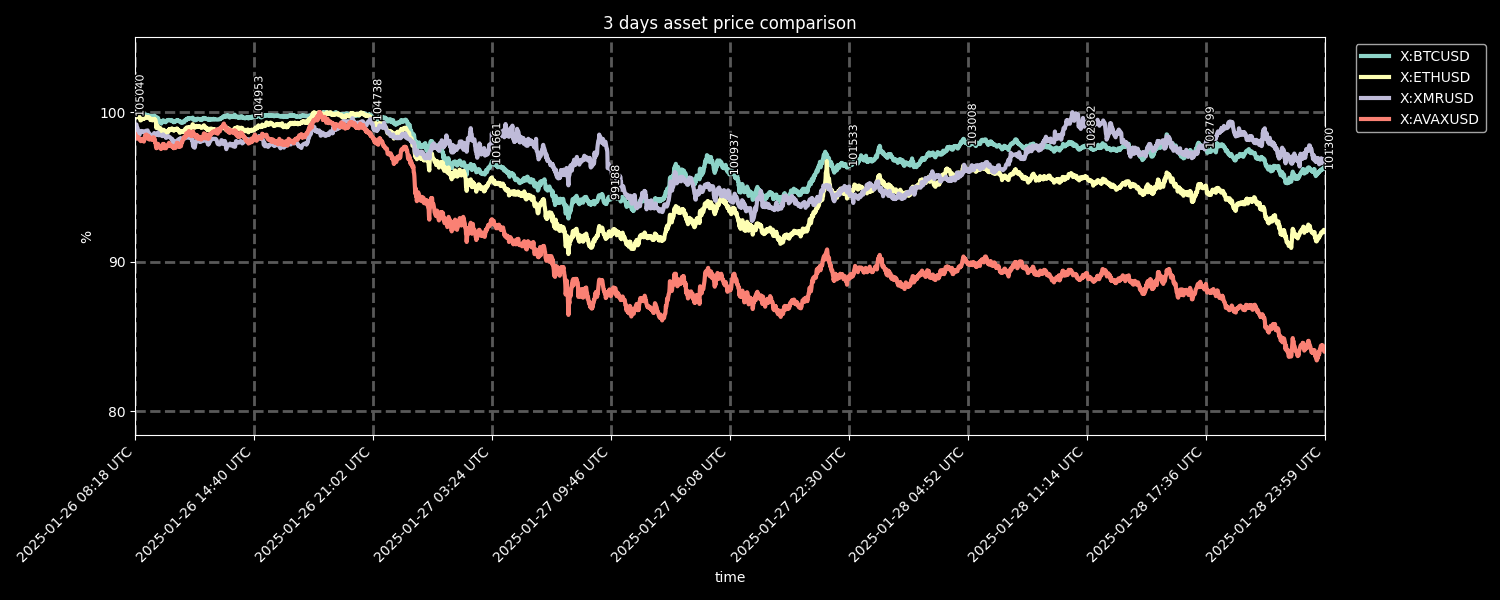 3 days asset price comparison
X:BTCUSD
X:ETHUSD
X:XMRUSD
X:AVAXUSD
105040
104953
104738
101661
99188
100937
101533
103008
102862
102799
101300
100
90
80
%
2025-01-26 08:18 UTC
2025-01-26 14:40 UTC
2025-01-26 21:02 UTC
2025-01-27 03:24 UTC
2025-01-27 09:46 UTC
2025-01-27 16:08 UTC
2025-01-27 22:30 UTC
2025-01-28 04:52 UTC
2025-01-28 11:14 UTC
2025-01-28 17:36 UTC
2025-01-28 23:59 UTC
time